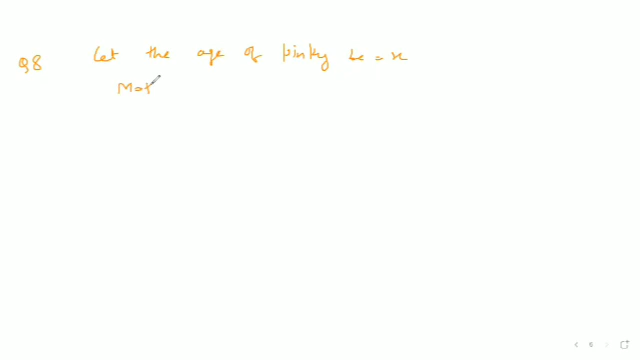 Q8 Let the age of Pinky be = x
Mot